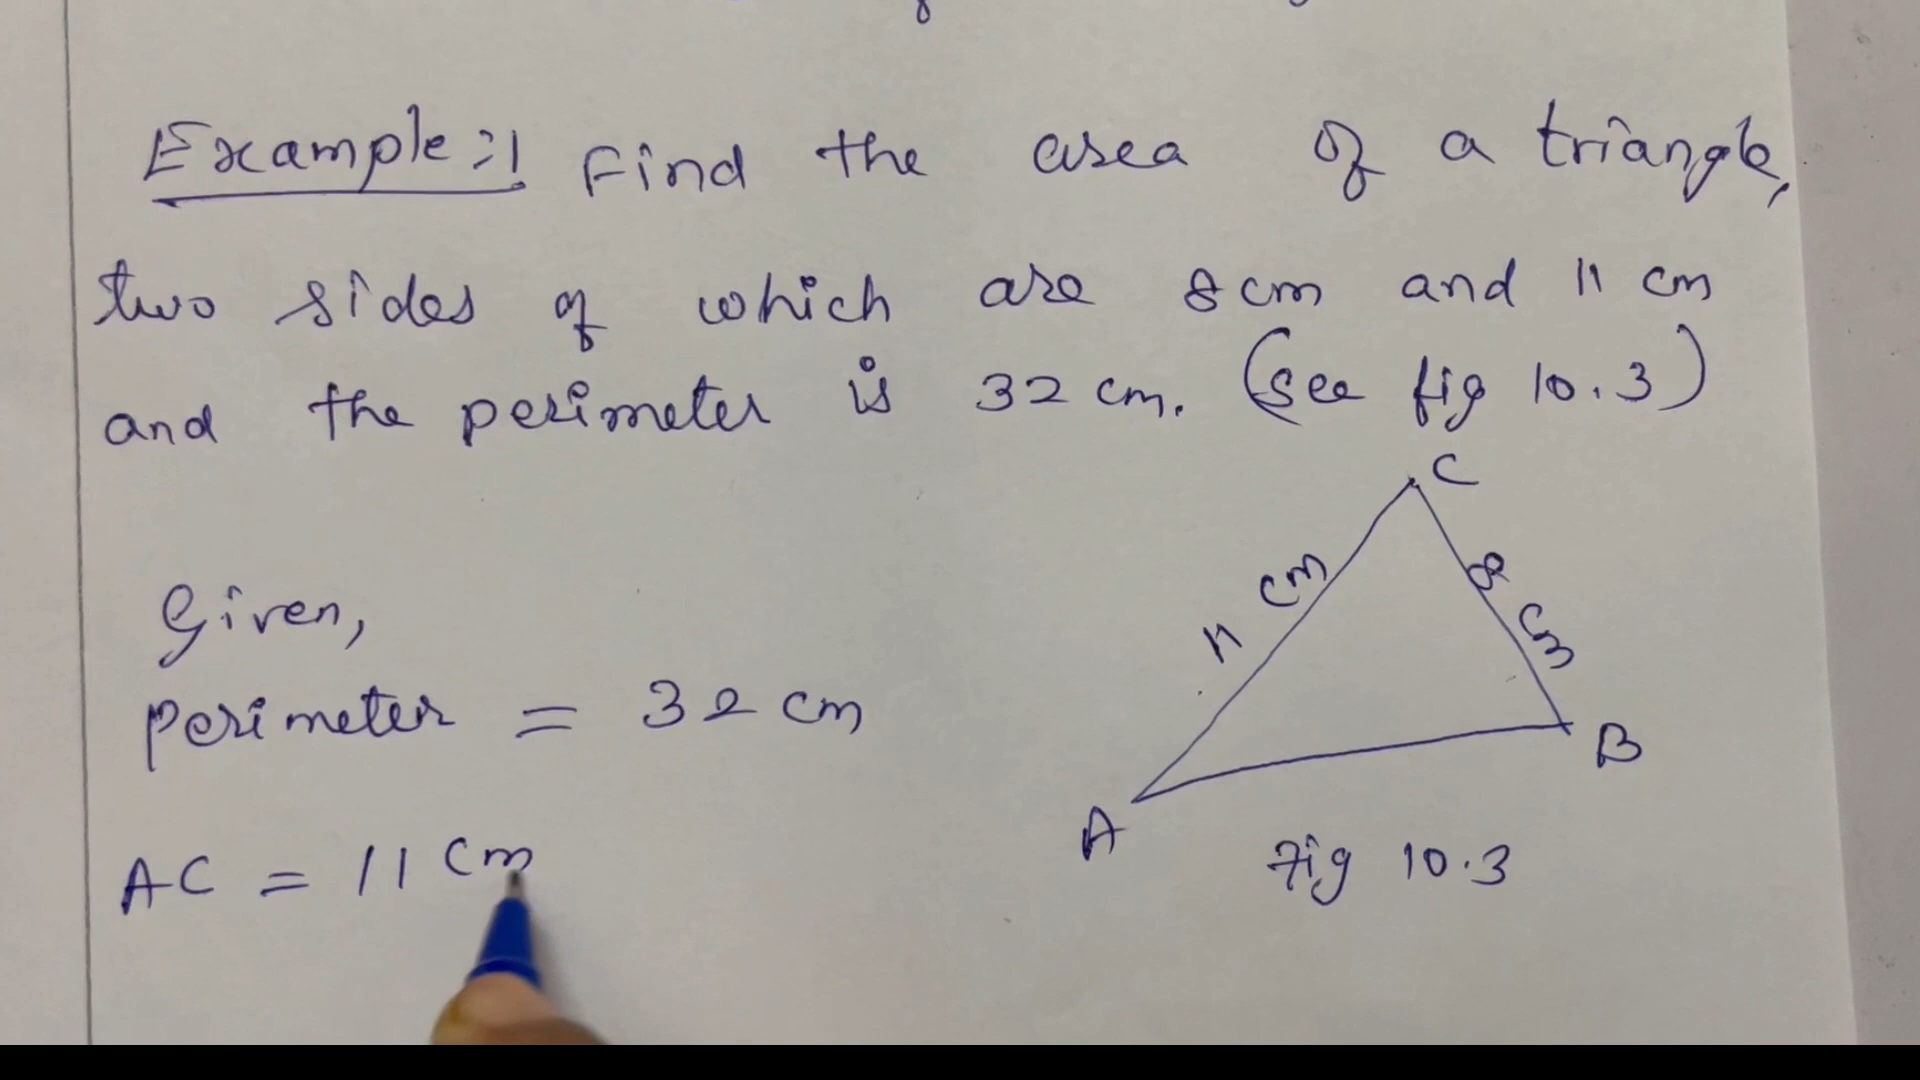 Example:1 Find the area of a triangle,
two sides of which are 8cm and 11 cm
and the perimeter is 32 cm. (see fig 10.3)
C
11 cm
8 cm
Given,
perimeter = 32 cm
B
A
AC = 11 cm
Fig 10.3